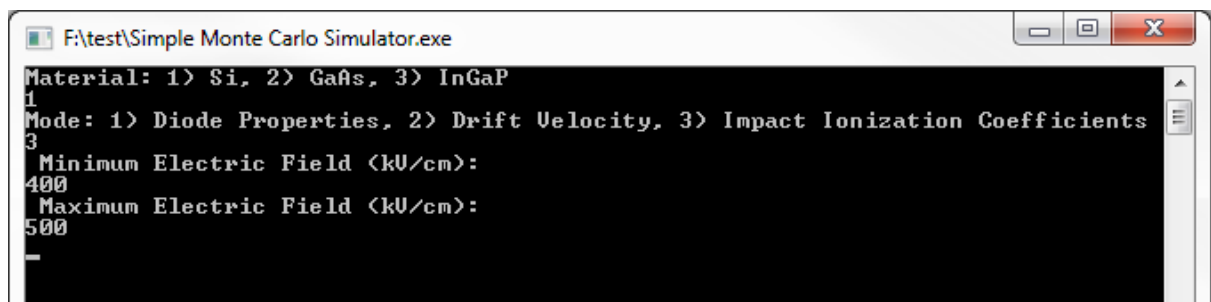 F:\test\Simple Monte Carlo Simulator.exe
Material: 1) Si, 2) GaAs, 3) InGaP
1
Mode: 1) Diode Properties, 2) Drift Velocity, 3) Impact Ionization Coefficients
3
Minimum Electric Field (kV/cm):
400
Maximum Electric Field (kV/cm):
500